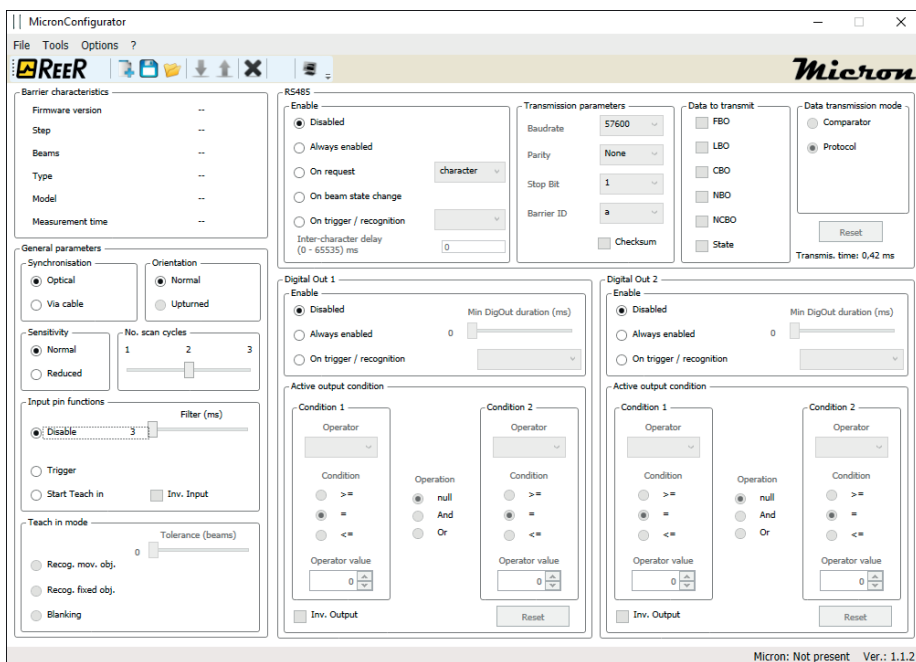 MicronConfigurator
File Tools Options ?
REER
Micron
Barrier characteristics
Firmware version --
Step --
Beams --
Type --
Model --
Measurement time --
General parameters
Synchronisation
Optical
Via cable
Orientation
Normal
Upturned
Sensitivity
Normal
Reduced
No. scan cycles
1 2 3
Input pin functions
Filter (ms)
Disable 3
Trigger
Start Teach in
Inv. Input
Teach in mode
Tolerance (beams)
0
Recog. mov. obj.
Recog. fixed obj.
Blanking
RS485
Enable
Disabled
Always enabled
On request character
On beam state change
On trigger / recognition
Inter-character delay
(0 - 65535) ms 0
Transmission parameters
Baudrate 57600
Parity None
Stop Bit 1
Barrier ID a
Checksum
Data to transmit
FBO
LBO
CBO
NBO
NCBO
State
Data transmission mode
Comparator
Protocol
Reset
Transmis. time: 0,42 ms
Digital Out 1
Enable
Disabled
Min DigOut duration (ms)
Always enabled 0
On trigger / recognition
Active output condition
Condition 1
Operator
Condition
>=
=
<=
Operator value
0
Operation
null
And
Or
Condition 2
Operator
Condition
>=
=
<=
Operator value
0
Inv. Output
Reset
Digital Out 2
Enable
Disabled
Min DigOut duration (ms)
Always enabled 0
On trigger / recognition
Active output condition
Condition 1
Operator
Condition
>=
=
<=
Operator value
0
Operation
null
And
Or
Condition 2
Operator
Condition
>=
=
<=
Operator value
0
Inv. Output
Reset
Micron: Not present Ver.: 1.1.2